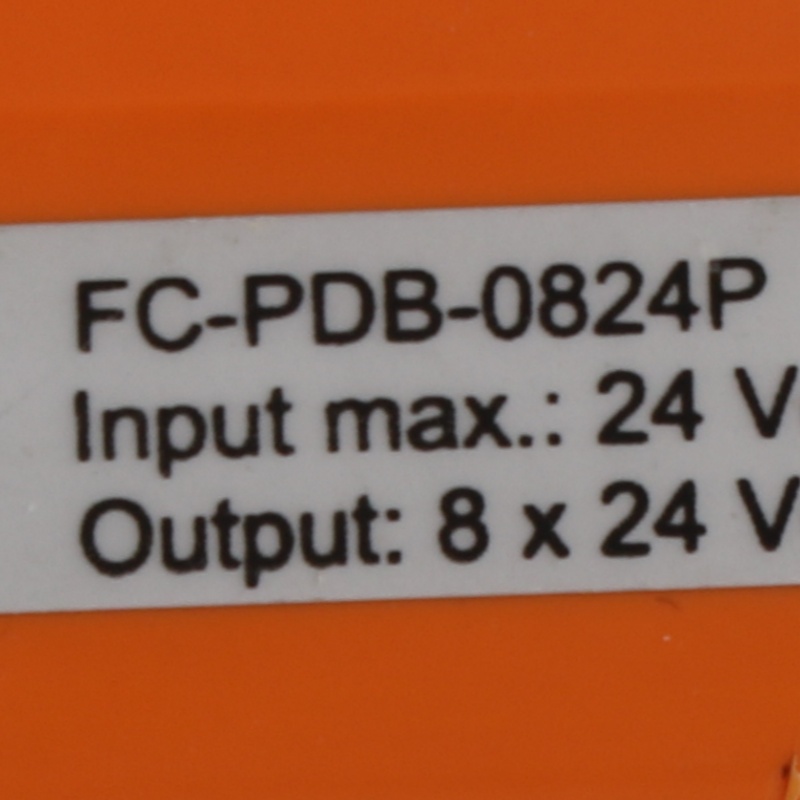 FC-PDB-0824P
Input max.: 24 V
Output: 8 x 24 V